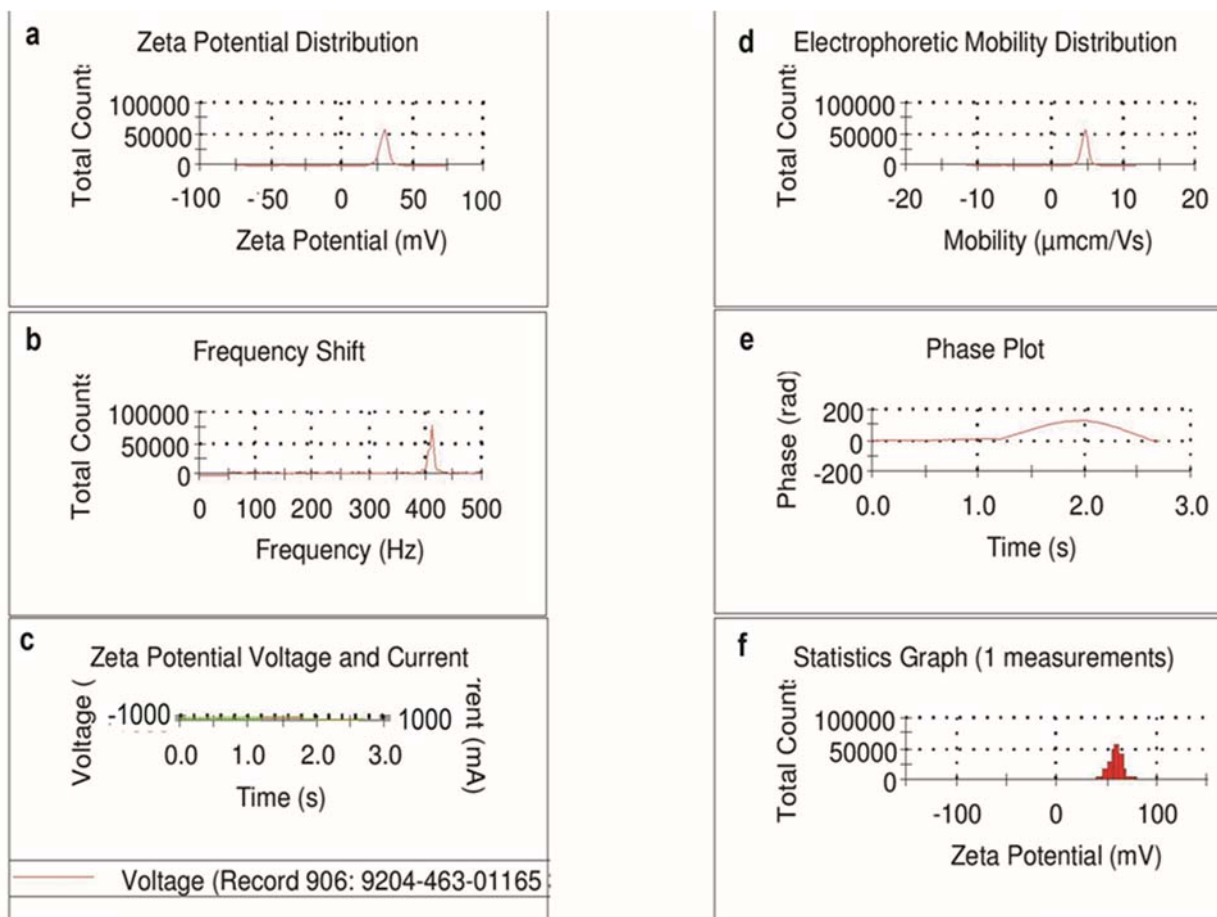 a
Zeta Potential Distribution
Total Counts
100000
50000
0
-100 -50 0 50 100
Zeta Potential (mV)
b
Frequency Shift
Total Counts
100000
50000
0
0 100 200 300 400 500
Frequency (Hz)
c
Zeta Potential Voltage and Current
Voltage (
-1000
1000
rrent (mA)
0.0 1.0 2.0 3.0
Time (s)
Voltage (Record 906: 9204-463-01165
d
Electrophoretic Mobility Distribution
Total Counts
100000
50000
0
-20 -10 0 10 20
Mobility (µmcm/Vs)
e
Phase Plot
Phase (rad)
200
0
-200
0.0 1.0 2.0 3.0
Time (s)
f
Statistics Graph (1 measurements)
Total Counts
100000
50000
0
-100 0 100
Zeta Potential (mV)